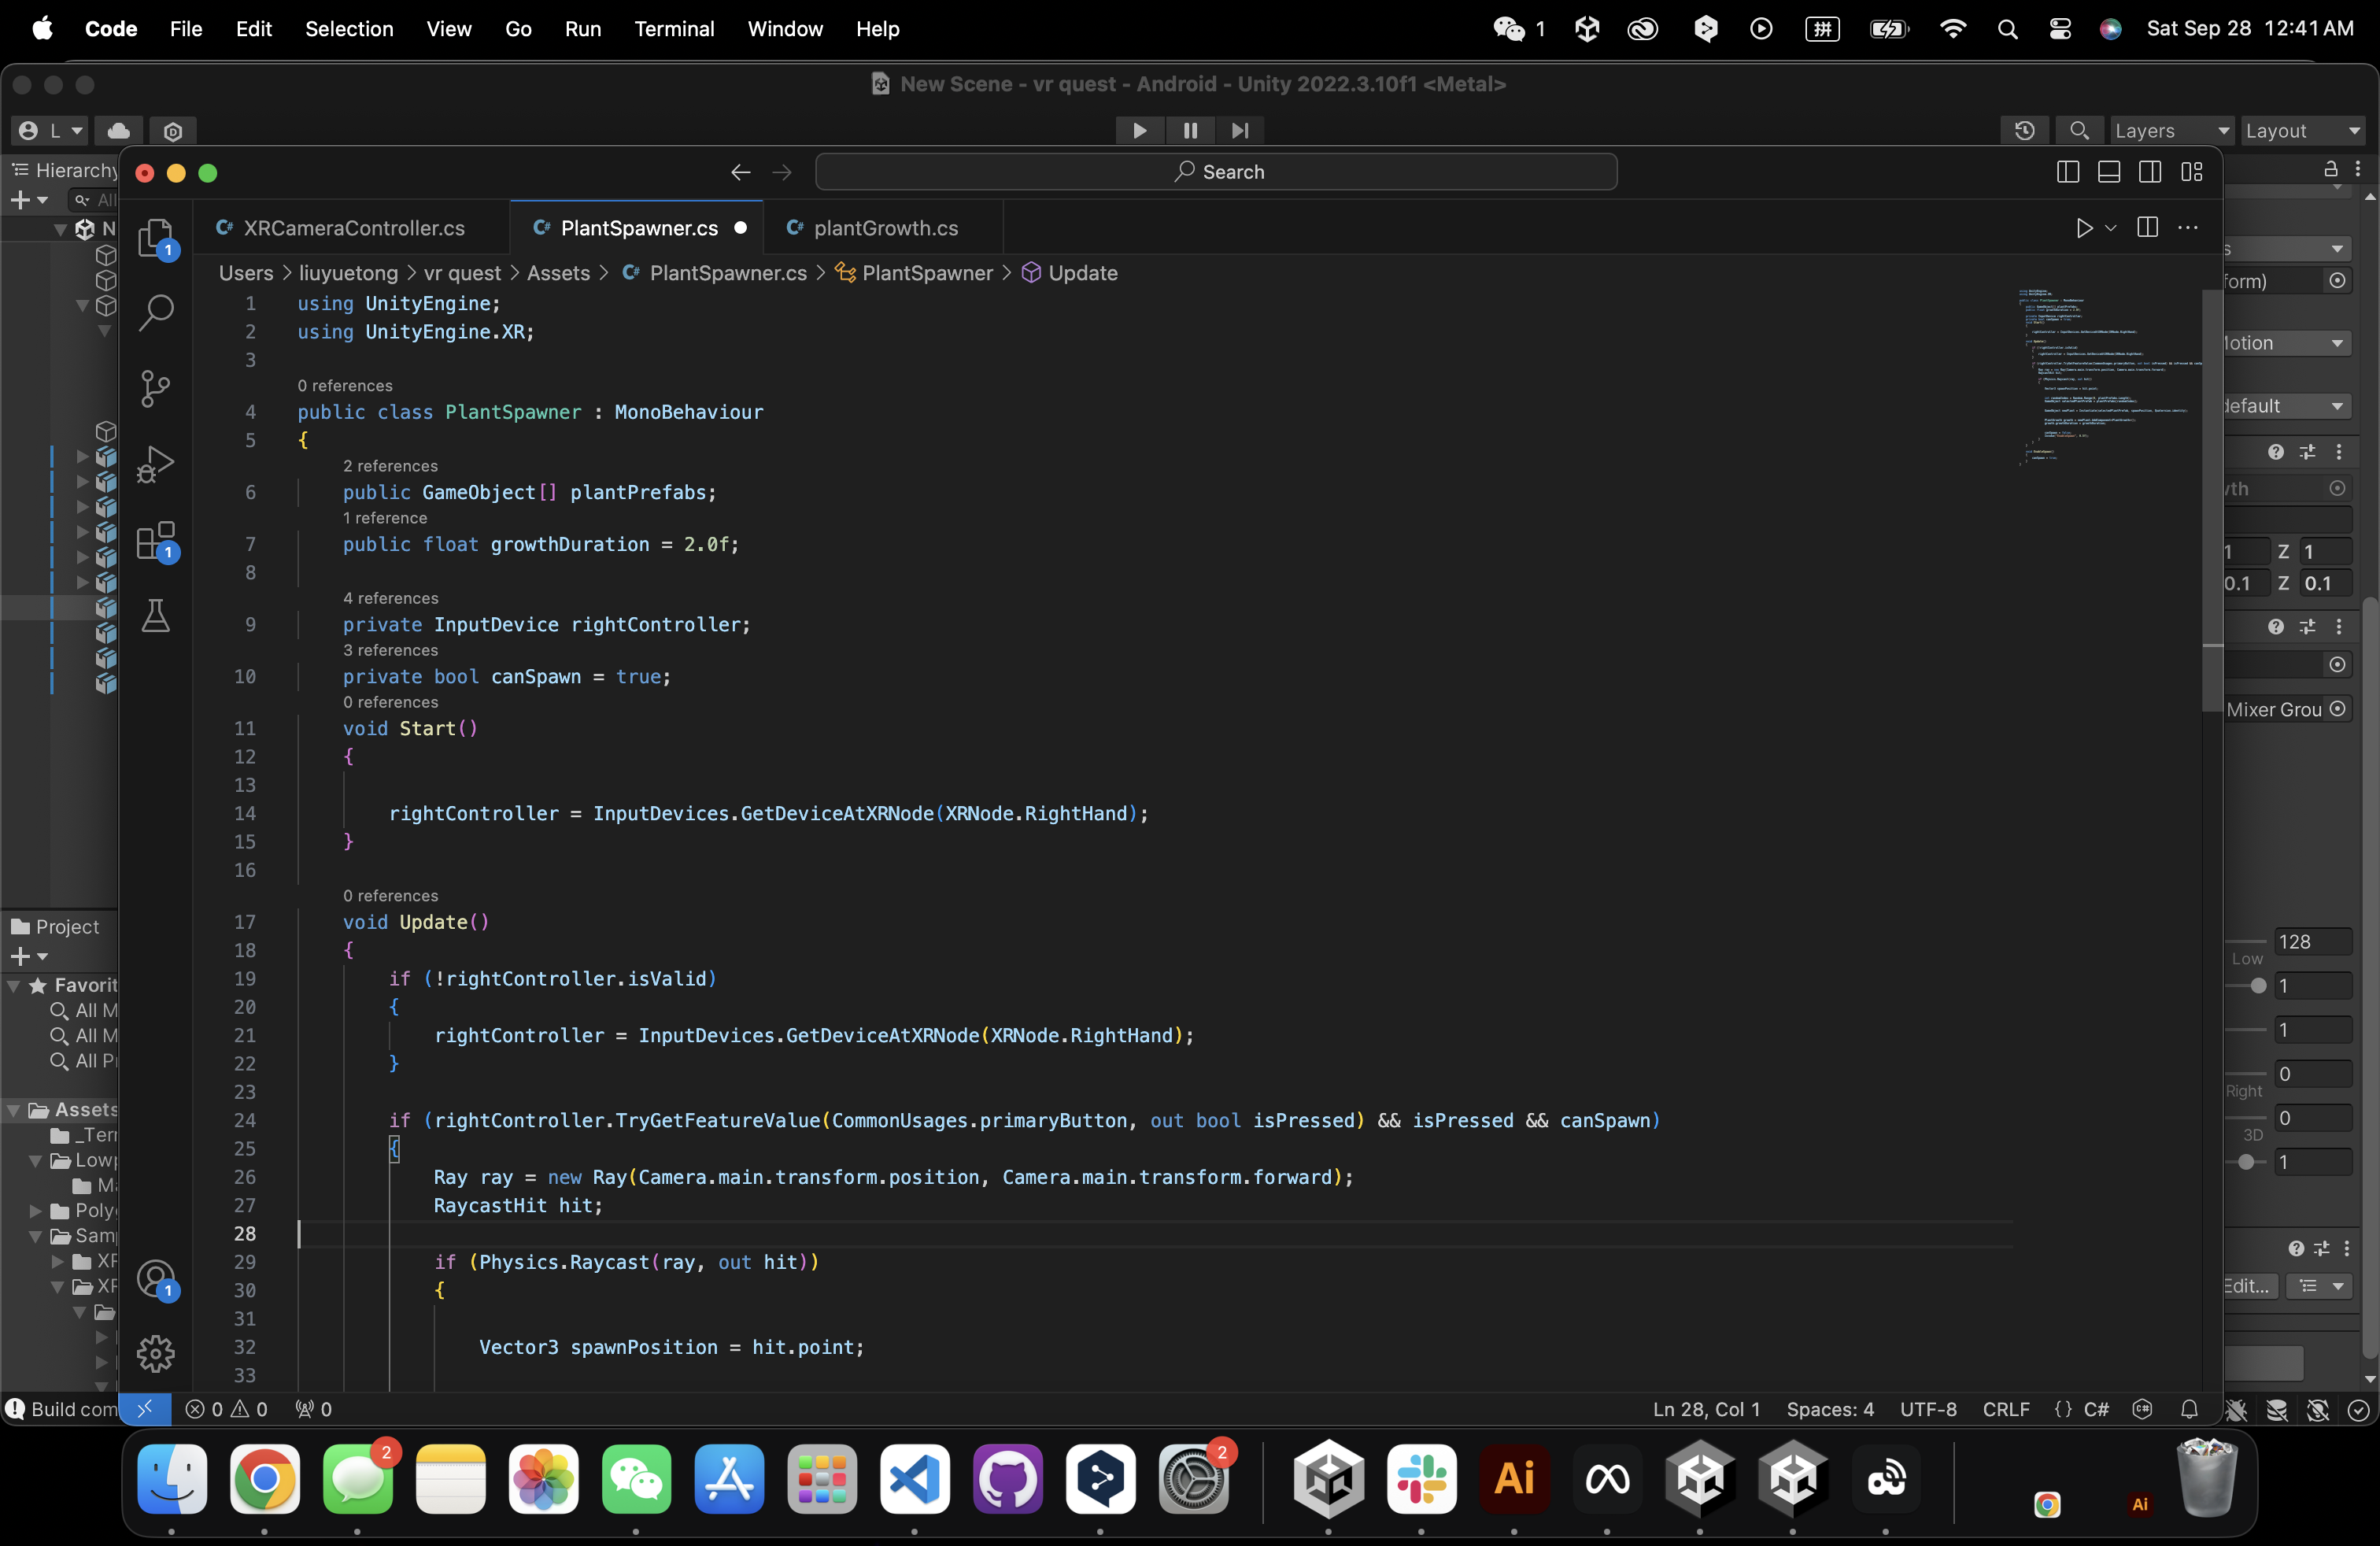 Code File Edit Selection View Go Run Terminal Window Help 1 拼 Sat Sep 28 12:41 AM
New Scene - vr quest - Android - Unity 2022.3.10f1 <Metal>
L Layers Layout
Hierarchy
Search
All
N
XRCameraController.cs PlantSpawner.cs plantGrowth.cs
Users > liuyuetong > vr quest > Assets > PlantSpawner.cs > PlantSpawner > Update
1 using UnityEngine;
2 using UnityEngine.XR;
3
0 references
4 public class PlantSpawner : MonoBehaviour
5 {
2 references
6 public GameObject[] plantPrefabs;
1 reference
7 public float growthDuration = 2.0f;
8
4 references
9 private InputDevice rightController;
3 references
10 private bool canSpawn = true;
0 references
11 void Start()
12 {
13
14 rightController = InputDevices.GetDeviceAtXRNode(XRNode.RightHand);
15 }
16
0 references
17 void Update()
18 {
19 if (!rightController.isValid)
20 {
21 rightController = InputDevices.GetDeviceAtXRNode(XRNode.RightHand);
22 }
23
24 if (rightController.TryGetFeatureValue(CommonUsages.primaryButton, out bool isPressed) && isPressed && canSpawn)
25 {
26 Ray ray = new Ray(Camera.main.transform.position, Camera.main.transform.forward);
27 RaycastHit hit;
28
29 if (Physics.Raycast(ray, out hit))
30 {
31
32 Vector3 spawnPosition = hit.point;
33
1
1
1
Project
Favorit
All M
All M
All P
Assets
_Terr
Low
Ma
Poly
Sam
XF
XF
s
form)
Motion
default
wth
1 Z 1
0.1 Z 0.1
Mixer Grou
128
Low
1
1
0
Right
0
3D
1
Edit...
Build com
0 0 0 Ln 28, Col 1 Spaces: 4 UTF-8 CRLF {} C#
2 2 Ai Ai